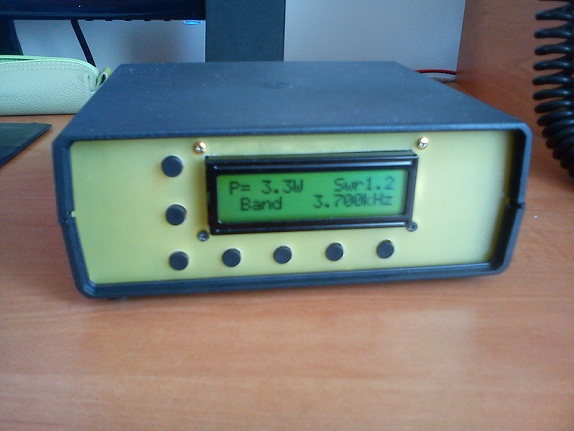 P= 3.3W Swr1.2
Band 3.700kHz